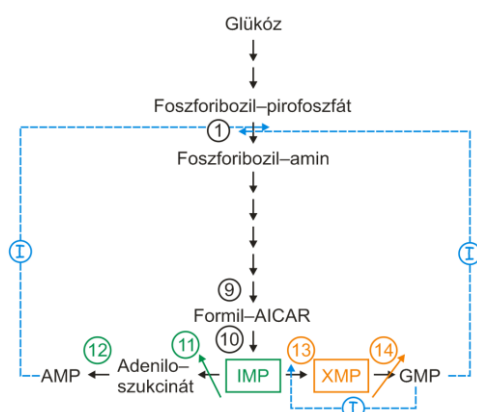 Glükóz
Foszforibozil–pirofoszfát
1
Foszforibozil–amin
I
I
9
Formil–AICAR
10
12
11
13
14
AMP
Adenilo-
szukcinát
IMP
XMP
GMP
I